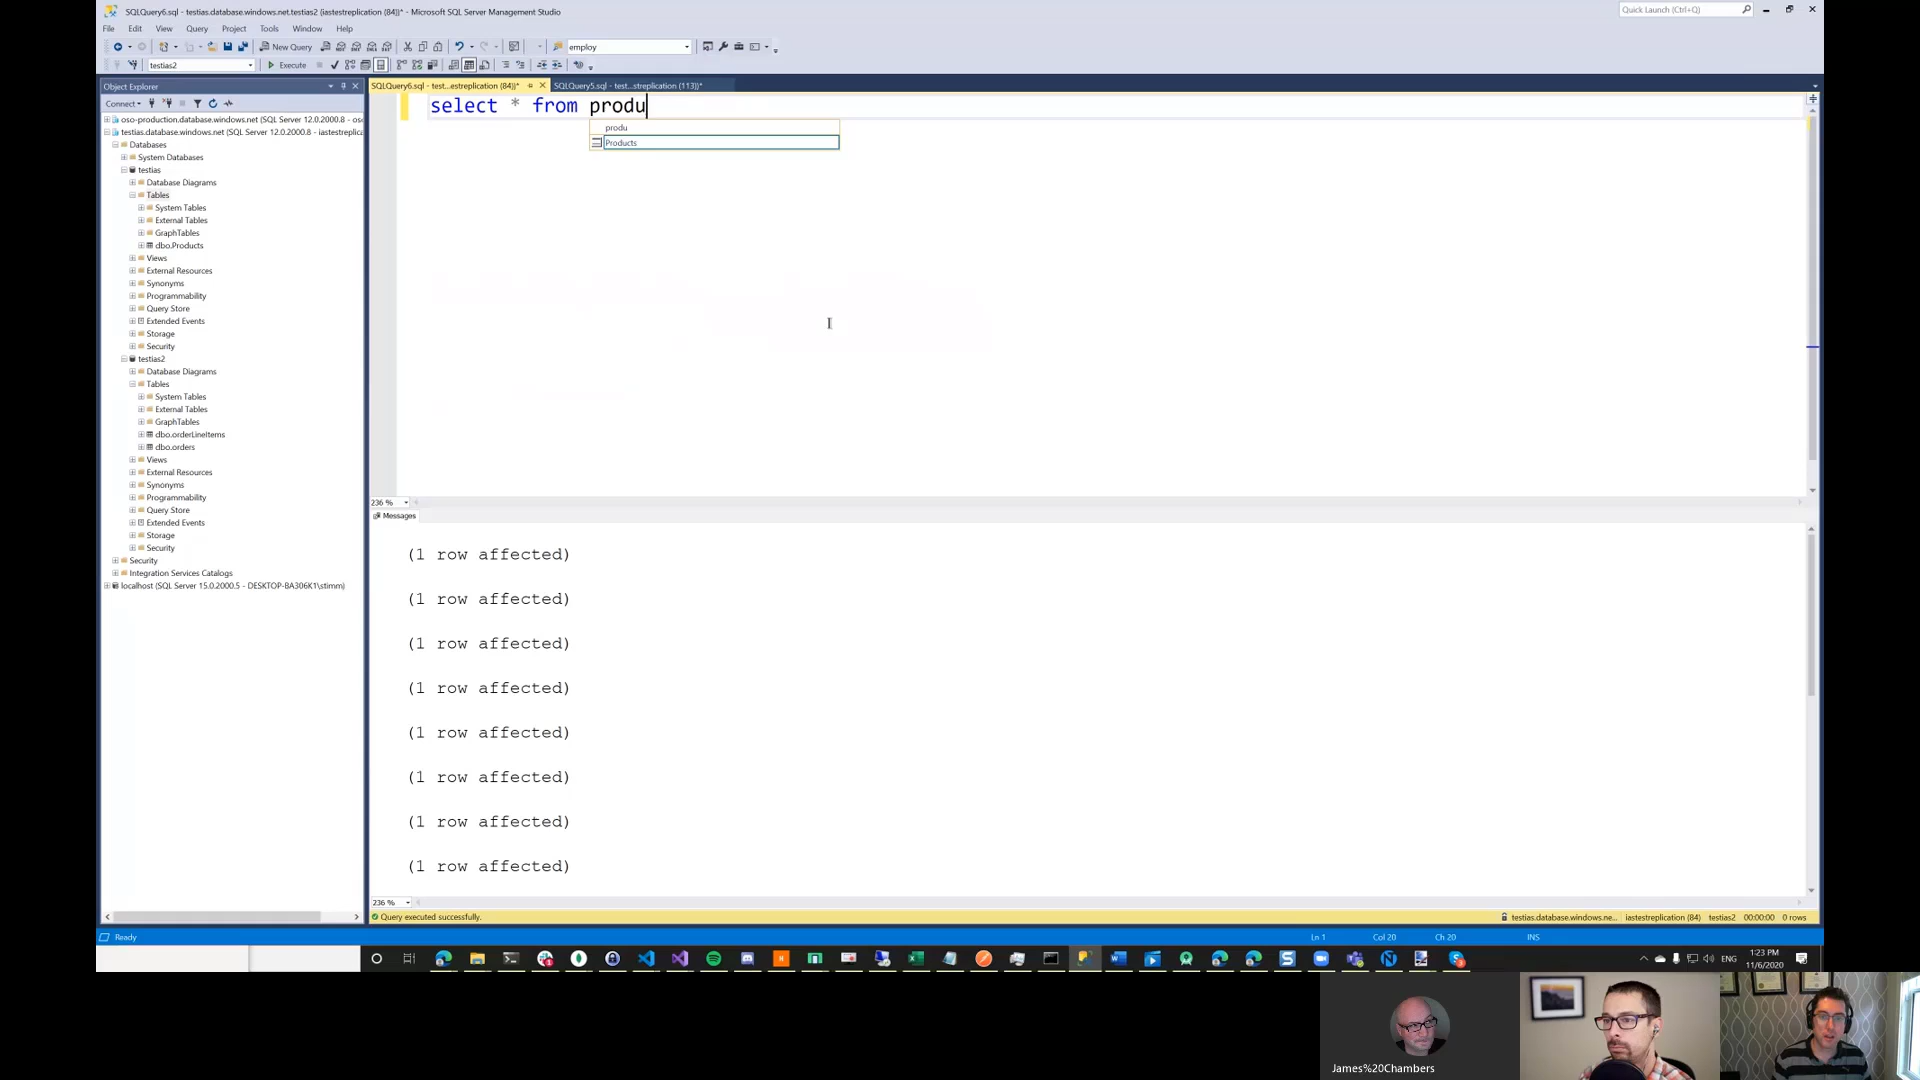 SQLQuery6.sql - testias.database.windows.net.testias2 (iastestreplication (84))* - Microsoft SQL Server Management Studio
Quick Launch (Ctrl+Q)
File Edit View Query Project Tools Window Help
New Query
employ
testias2
Execute
Object Explorer
SQLQuery6.sql - test...estreplication (84))*
SQLQuery5.sql - test...streplication (113))*
Connect
select * from produ
produ
Products
oso-production.database.windows.net (SQL Server 12.0.2000.8 - os
testias.database.windows.net (SQL Server 12.0.2000.8 - iastestreplica
Databases
System Databases
testias
Database Diagrams
Tables
System Tables
External Tables
GraphTables
dbo.Products
Views
External Resources
Synonyms
Programmability
Query Store
Extended Events
Storage
Security
testias2
Database Diagrams
Tables
System Tables
External Tables
GraphTables
dbo.orderLineItems
dbo.orders
Views
External Resources
Synonyms
Programmability
Query Store
Extended Events
Storage
Security
Security
Integration Services Catalogs
localhost (SQL Server 15.0.2000.5 - DESKTOP-BA306K1\stimm)
236 %
Messages
(1 row affected)
(1 row affected)
(1 row affected)
(1 row affected)
(1 row affected)
(1 row affected)
(1 row affected)
(1 row affected)
236 %
Query executed successfully.
testias.database.windows.ne... iastestreplication (84) testias2 00:00:00 0 rows
Ready
Ln 1 Col 20 Ch 20 INS
ENG
1:23 PM
11/6/2020
James%20Chambers